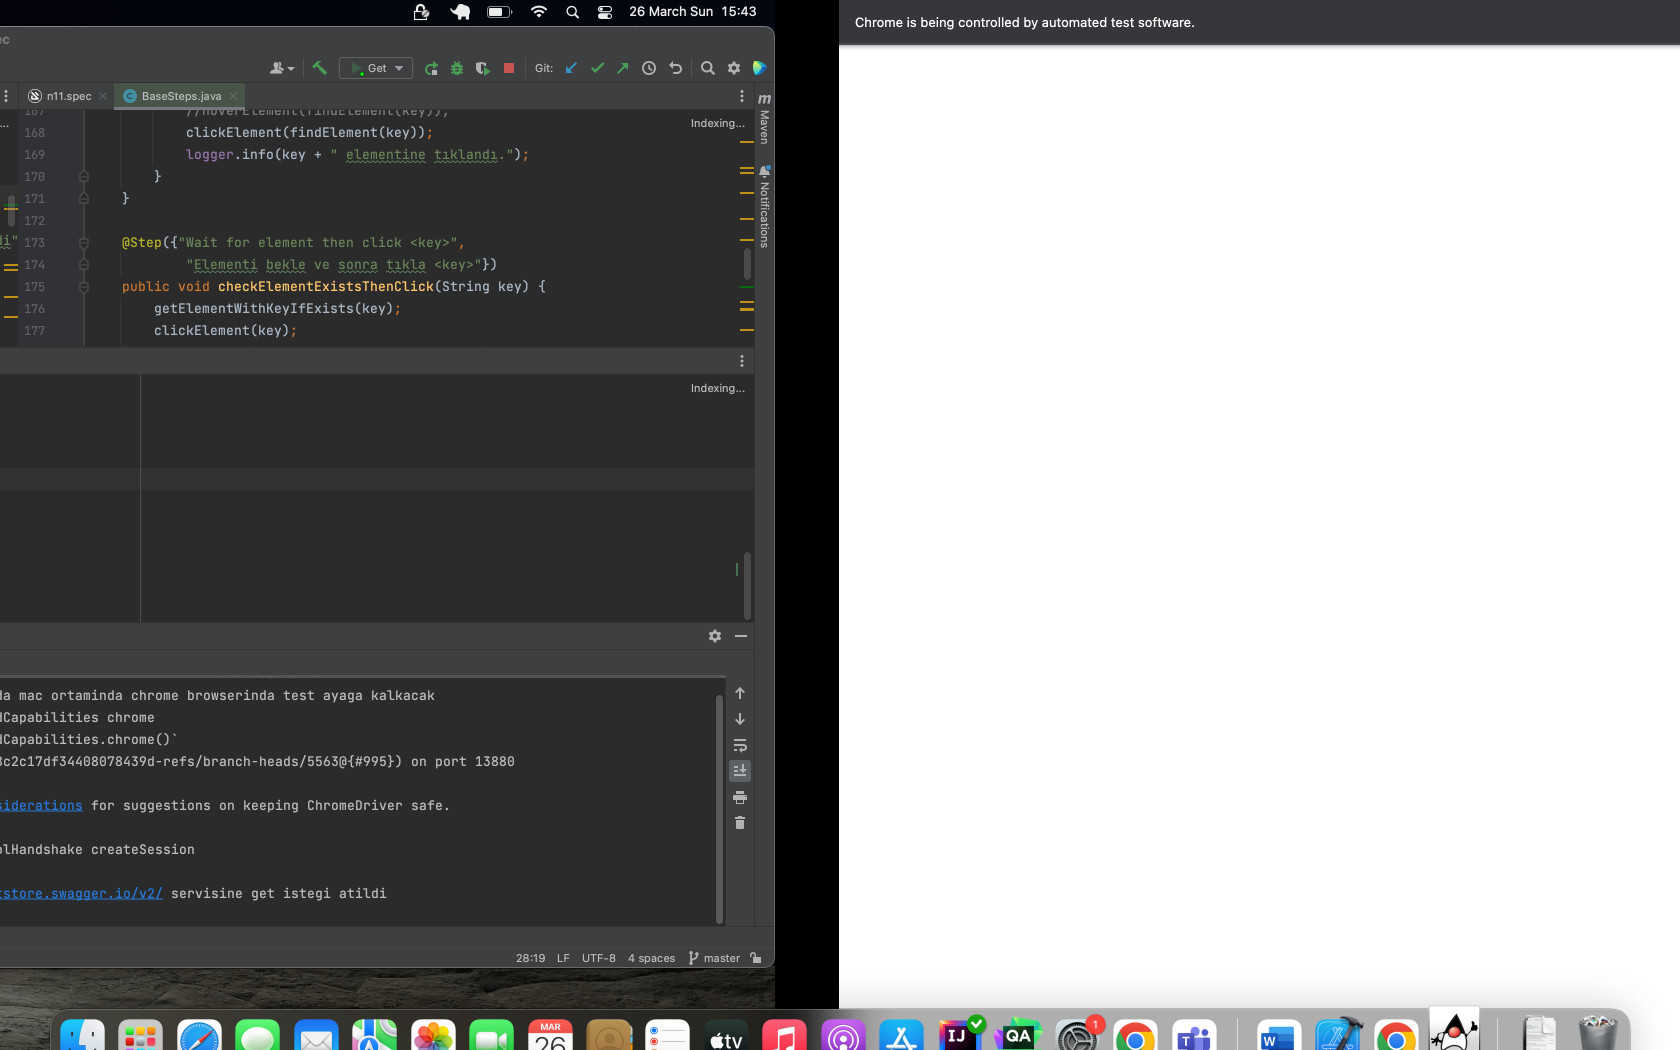 26 March Sun 15:43
Chrome is being controlled by automated test software.
ec
Get
Git:
n11.spec
BaseSteps.java
Indexing...
167 //hoverElement(findElement(key));
168 clickElement(findElement(key));
169 logger.info(key + " elementine tıklandı.");
170 }
171 }
172
173 @Step({"Wait for element then click <key>",
174 "Elementi bekle ve sonra tıkla <key>"})
175 public void checkElementExistsThenClick(String key) {
176 getElementWithKeyIfExists(key);
177 clickElement(key);
m Maven
Notifications
Indexing...
da mac ortaminda chrome browserinda test ayaga kalkacak
dCapabilities chrome
dCapabilities.chrome()`
3c2c17df34408078439d-refs/branch-heads/5563@{#995}) on port 13880
siderations for suggestions on keeping ChromeDriver safe.
olHandshake createSession
tstore.swagger.io/v2/ servisine get istegi atildi
28:19 LF UTF-8 4 spaces master
MAR
26
tv
IJ
QA
1
T
W